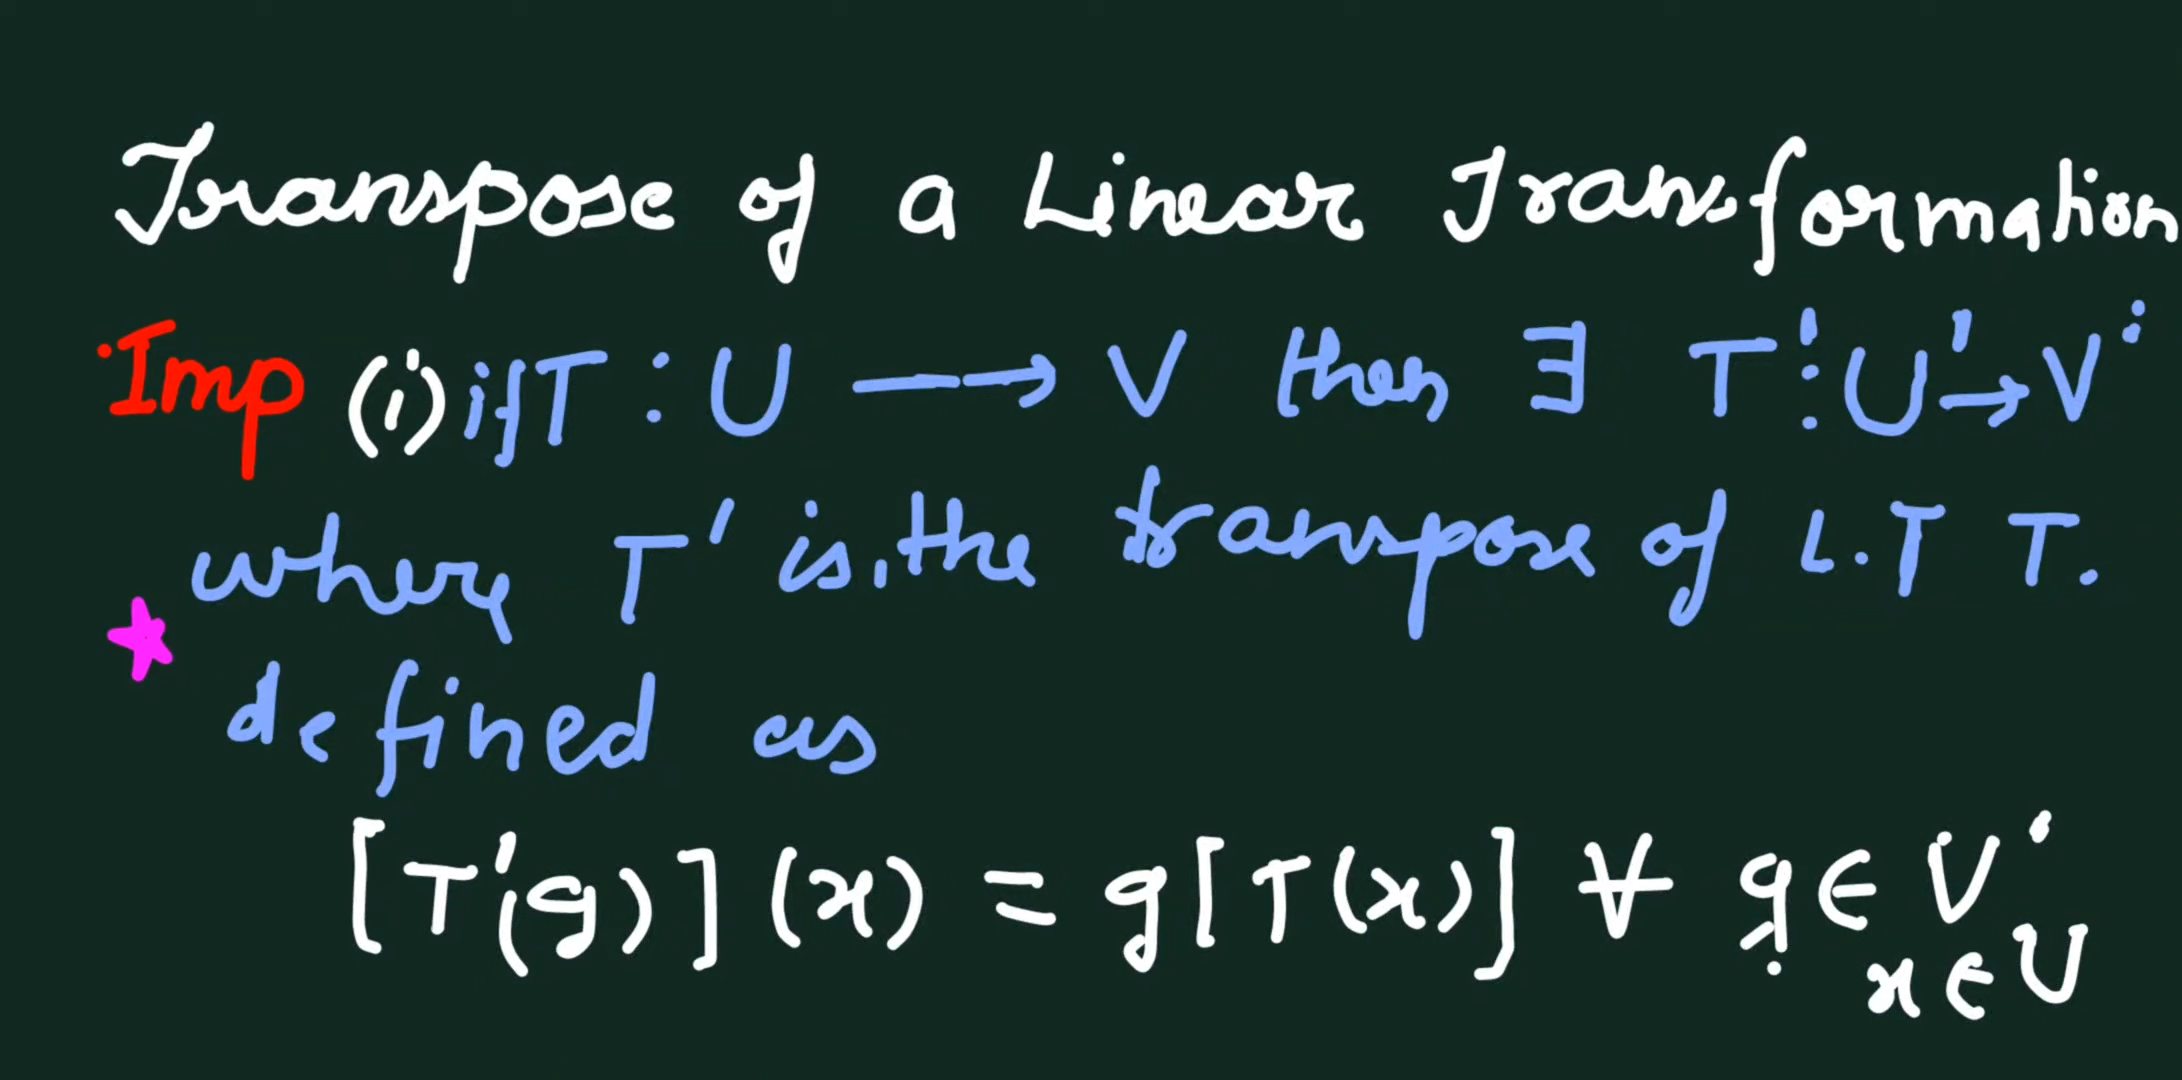 Transpose of a Linear Transformation
Imp (i) if T : U → V then ∃ T' : U' → V'
where T' is the transpose of L.T T.
defined as
[T'(g)](x) = g[T(x)] ∀ g ∈ V'
x ∈ U